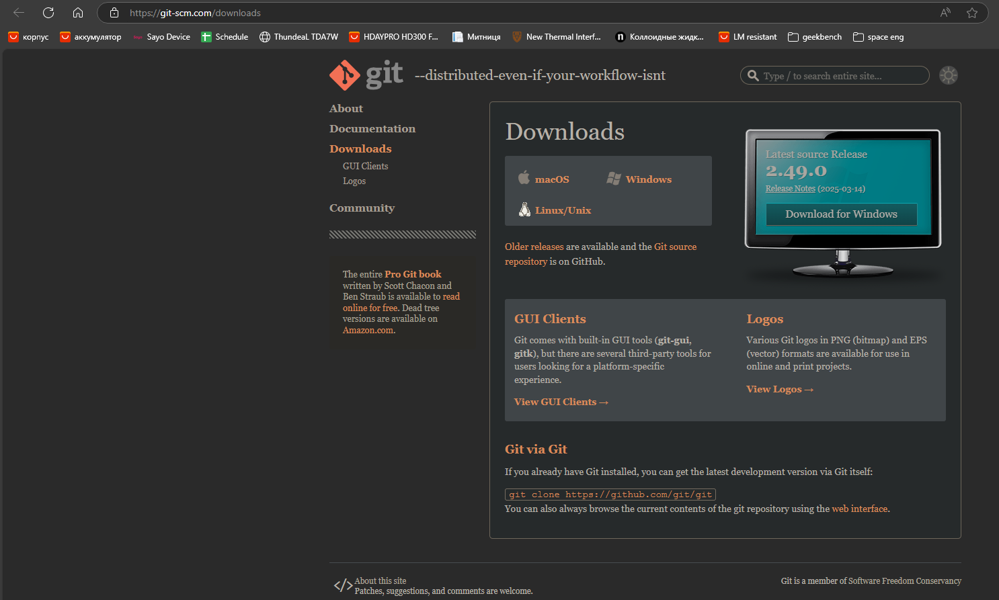 https://git-scm.com/downloads
корпус аккумулятор Sayo Device Schedule ThundeaL TDA7W HDAYPRO HD300 F... Митниця New Thermal Interf... Коллоидные жидк... LM resistant geekbench space eng
git --distributed-even-if-your-workflow-isnt
Type / to search entire site...
About
Documentation
Downloads
GUI Clients
Logos
Community
The entire Pro Git book
written by Scott Chacon and
Ben Straub is available to read
online for free. Dead tree
versions are available on
Amazon.com.
Downloads
macOS Windows
Linux/Unix
Older releases are available and the Git source
repository is on GitHub.
Latest source Release
2.49.0
Release Notes (2025-03-14)
Download for Windows
GUI Clients
Git comes with built-in GUI tools (git-gui,
gitk), but there are several third-party tools for
users looking for a platform-specific
experience.
View GUI Clients →
Logos
Various Git logos in PNG (bitmap) and EPS
(vector) formats are available for use in
online and print projects.
View Logos →
Git via Git
If you already have Git installed, you can get the latest development version via Git itself:
git clone https://github.com/git/git
You can also always browse the current contents of the git repository using the web interface.
</> About this site
Patches, suggestions, and comments are welcome.
Git is a member of Software Freedom Conservancy